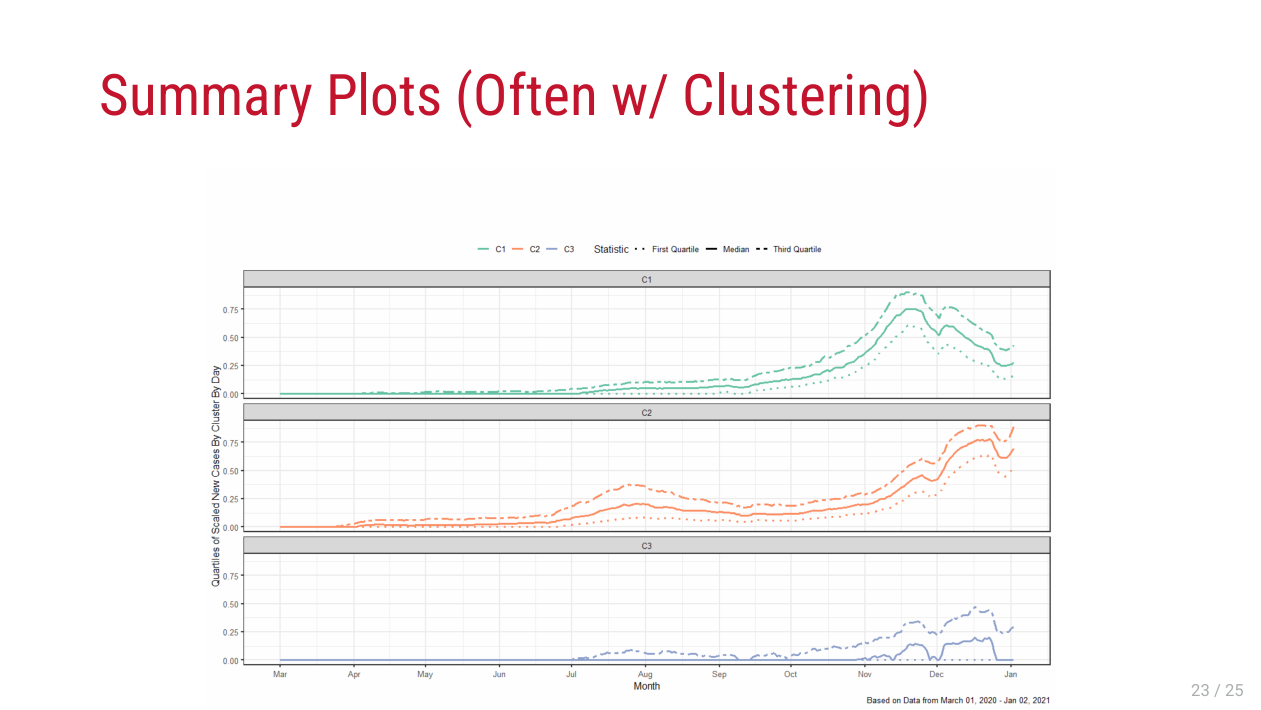 Summary Plots (Often w/ Clustering)
C1 C2 C3 Statistic First Quartile Median Third Quartile
C1
0.75
0.50
0.25
0.00
C2
0.75
0.50
0.25
0.00
C3
0.75
0.50
0.25
0.00
Quartiles of Scaled New Cases By Cluster By Day
Mar Apr May Jun Jul Aug Sep Oct Nov Dec Jan
Month
Based on Data from March 01, 2020 - Jan 02, 2021
23 / 25